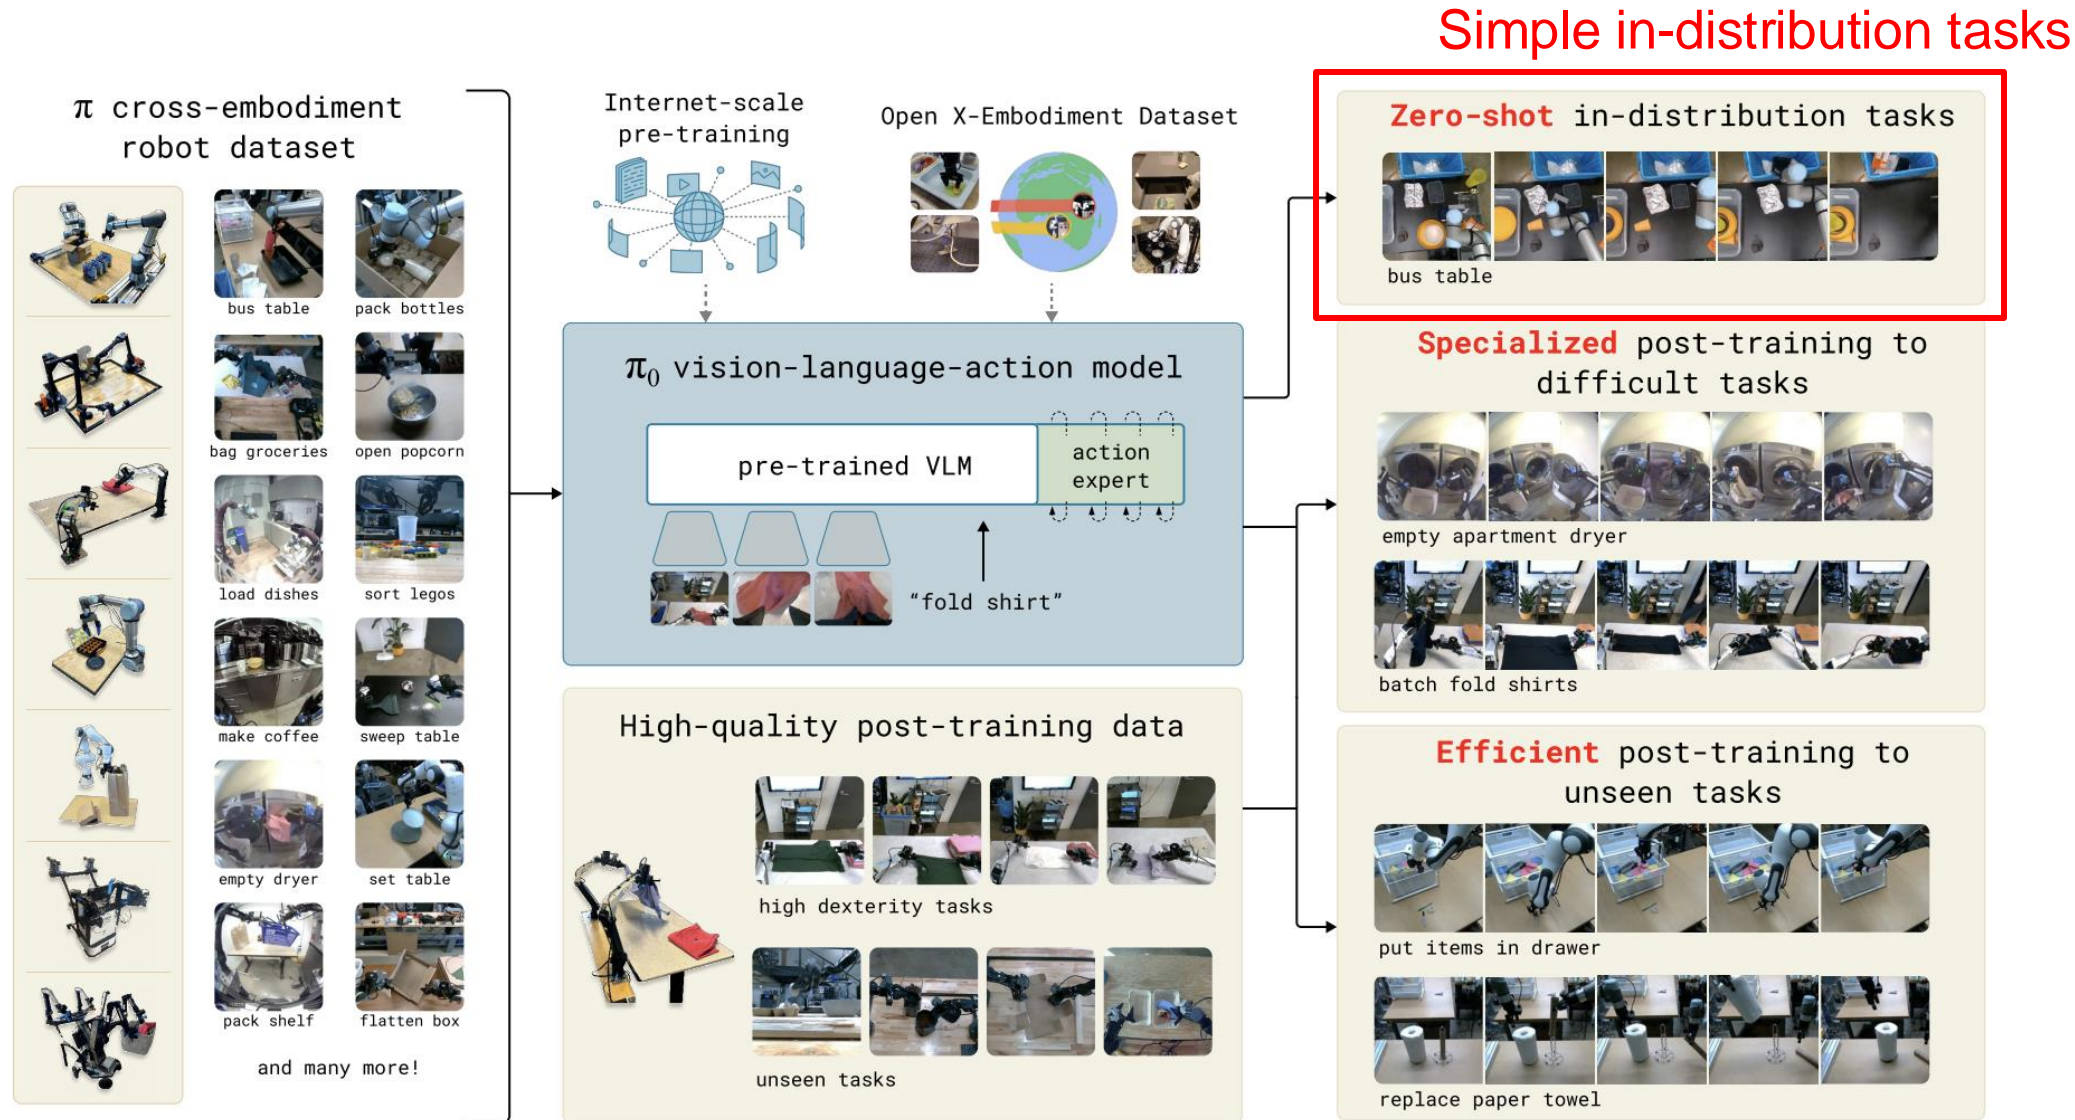 Simple in-distribution tasks
π cross-embodiment
robot dataset
bus table
pack bottles
bag groceries
open popcorn
load dishes
sort legos
make coffee
sweep table
empty dryer
set table
pack shelf
flatten box
and many more!
Internet-scale
pre-training
Open X-Embodiment Dataset
π₀ vision-language-action model
pre-trained VLM
action
expert
“fold shirt”
High-quality post-training data
high dexterity tasks
unseen tasks
Zero-shot in-distribution tasks
bus table
Specialized post-training to
difficult tasks
empty apartment dryer
batch fold shirts
Efficient post-training to
unseen tasks
put items in drawer
replace paper towel